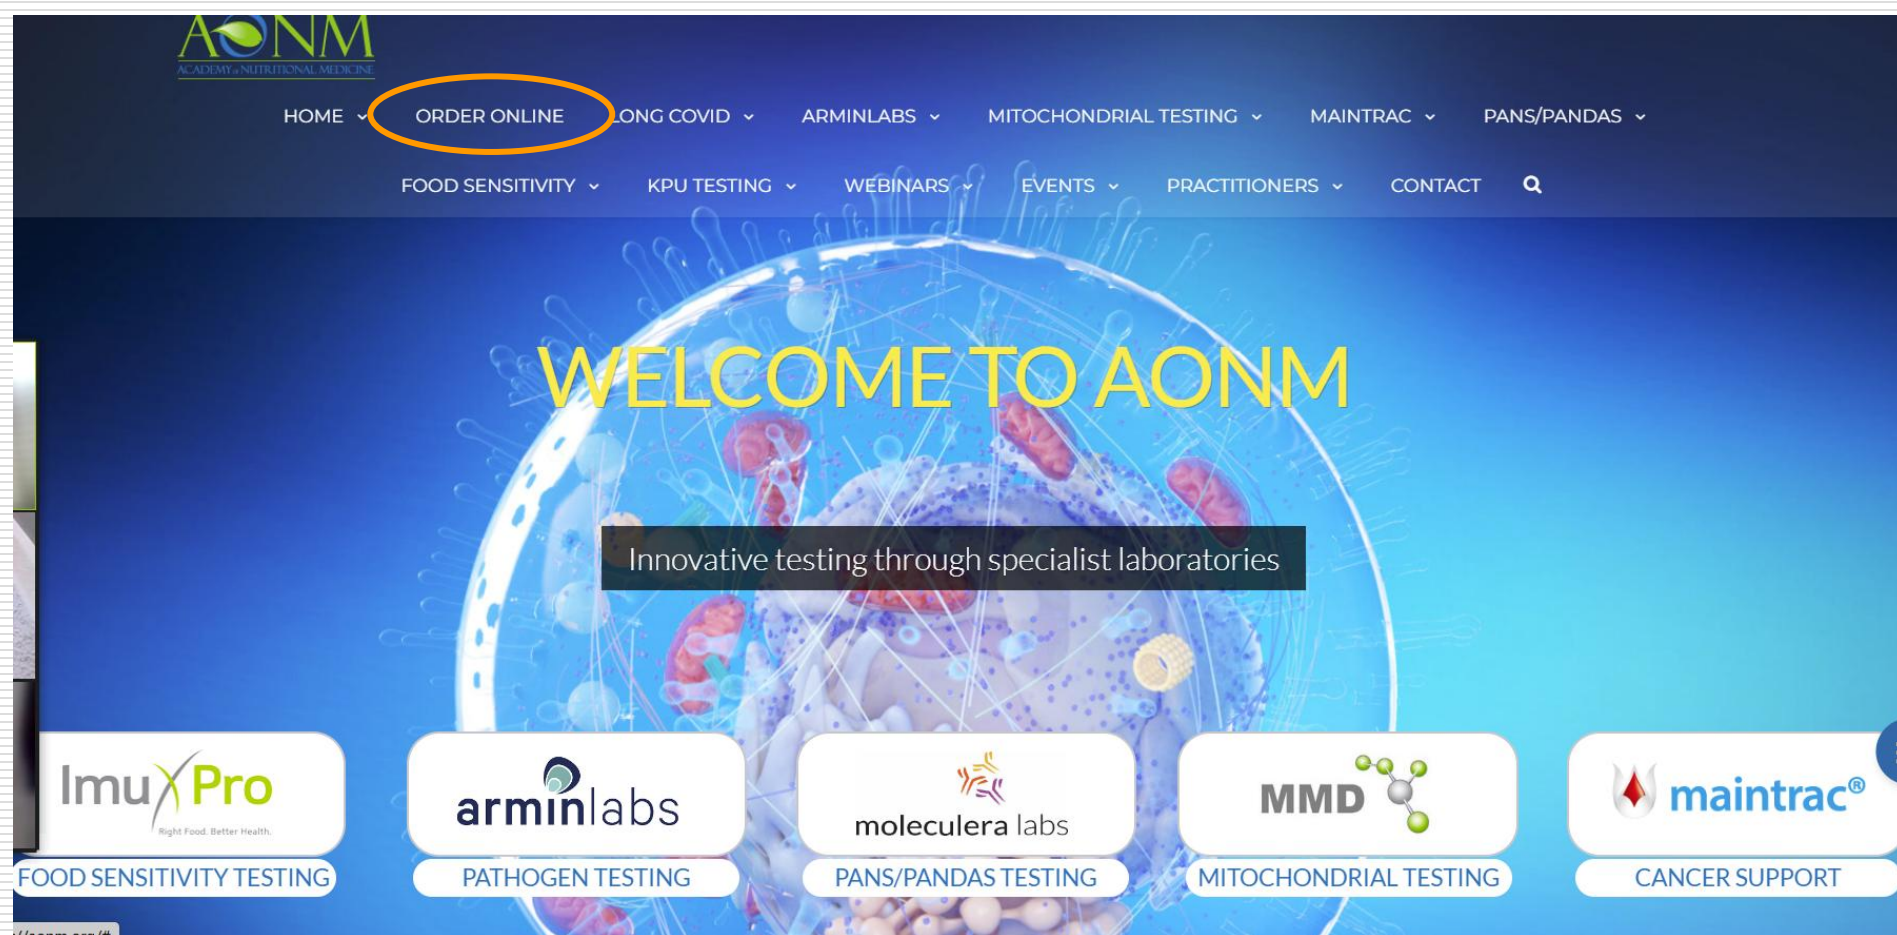 AONM
ACADEMY of NUTRITIONAL MEDICINE
HOME ORDER ONLINE LONG COVID ARMINLABS MITOCHONDRIAL TESTING MAINTRAC PANS/PANDAS
FOOD SENSITIVITY KPU TESTING WEBINARS EVENTS PRACTITIONERS CONTACT
WELCOME TO AONM
Innovative testing through specialist laboratories
ImuPro
Right Food. Better Health.
arminlabs
moleculera labs
MMD
maintrac®
FOOD SENSITIVITY TESTING
PATHOGEN TESTING
PANS/PANDAS TESTING
MITOCHONDRIAL TESTING
CANCER SUPPORT